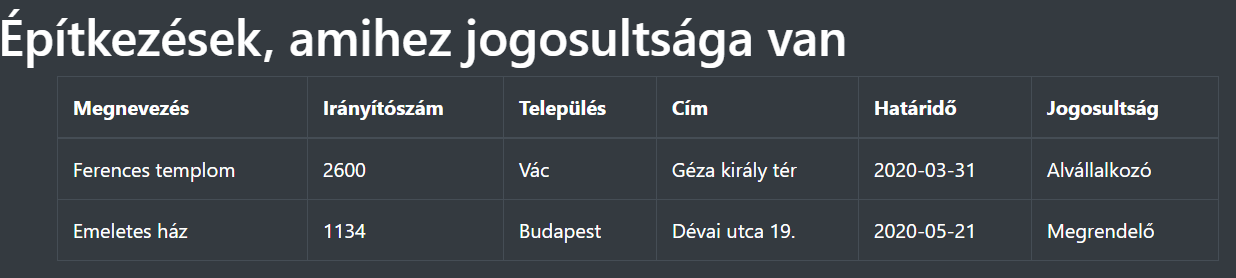 Építkezések, amihez jogosultsága van
Megnevezés Irányítószám Település Cím Határidő Jogosultság
Ferences templom 2600 Vác Géza király tér 2020-03-31 Alvállalkozó
Emeletes ház 1134 Budapest Dévai utca 19. 2020-05-21 Megrendelő